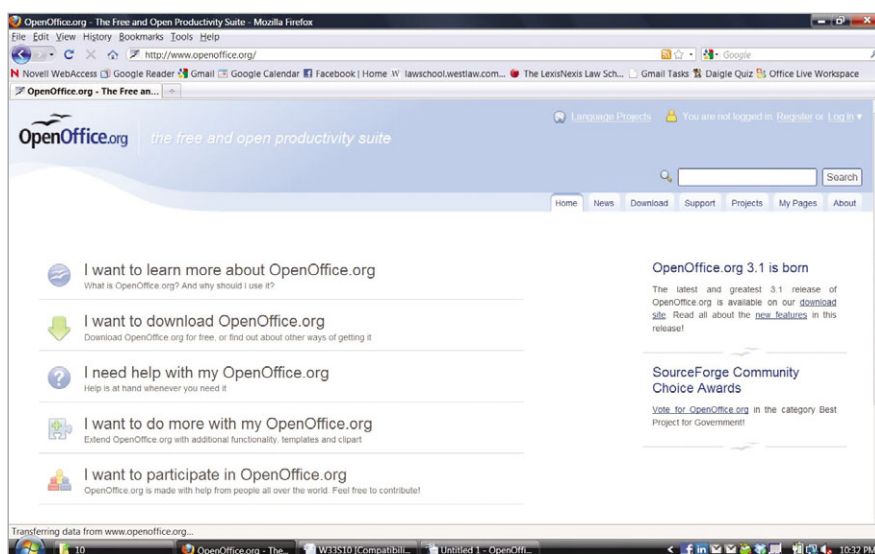 OpenOffice.org - The Free and Open Productivity Suite - Mozilla Firefox
File Edit View History Bookmarks Tools Help
http://www.openoffice.org/ Google
N Novell WebAccess Google Reader Gmail Google Calendar Facebook | Home W lawschool.westlaw.com... The LexisNexis Law Sch... Gmail Tasks Daigle Quiz Office Live Workspace
OpenOffice.org - The Free an...
Language Projects You are not logged in. Register or Log In
OpenOffice.org the free and open productivity suite
Search
Home News Download Support Projects My Pages About
I want to learn more about OpenOffice.org
What is OpenOffice.org? And why should I use it?
I want to download OpenOffice.org
Download OpenOffice.org for free, or find out about other ways of getting it
I need help with my OpenOffice.org
Help is at hand whenever you need it
I want to do more with my OpenOffice.org
Extend OpenOffice.org with additional functionality, templates and clipart
I want to participate in OpenOffice.org
OpenOffice.org is made with help from people all over the world. Feel free to contribute!
OpenOffice.org 3.1 is born
The latest and greatest 3.1 release of
OpenOffice.org is available on our download
site. Read all about the new features in this
release!
SourceForge Community
Choice Awards
Vote for OpenOffice.org in the category Best
Project for Government!
Transferring data from www.openoffice.org...
10 OpenOffice.org - The... W33S10 [Compatibili... Untitled 1 - OpenOffi... 10:32 PM